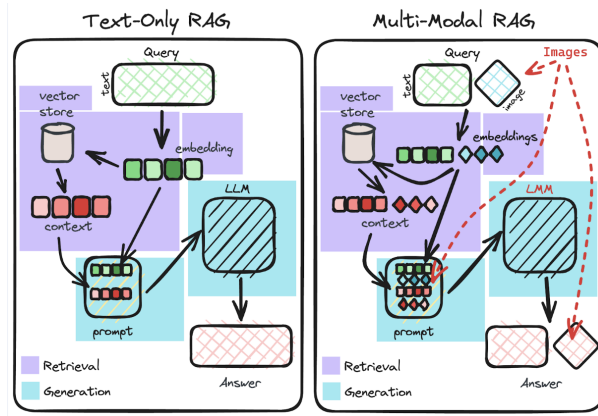 Text-Only RAG
Query
text
vector
store
embedding
context
LLM
prompt
Answer
Retrieval
Generation
Multi-Modal RAG
Images
Query
text
image
vector
store
embeddings
context
LMM
prompt
Answer
Retrieval
Generation